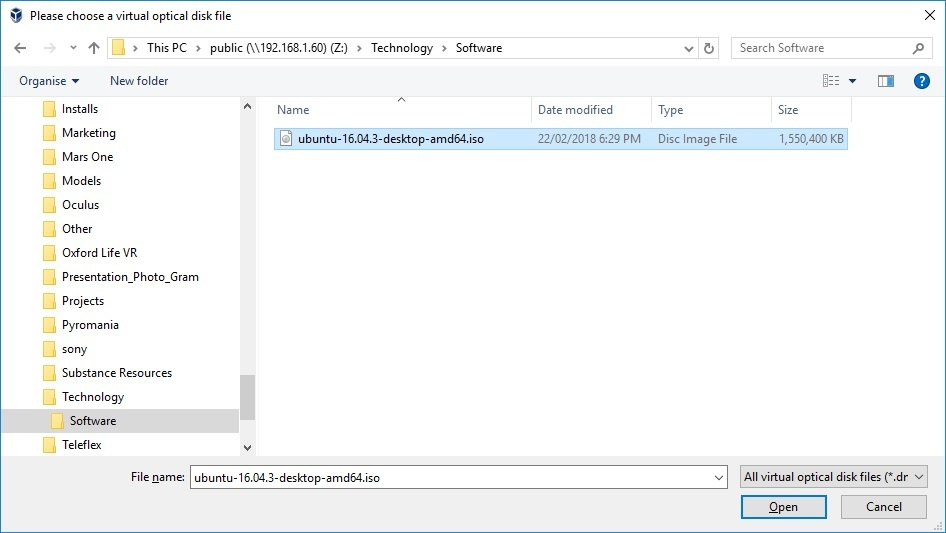 Please choose a virtual optical disk file
This PC > public (\\192.168.1.60) (Z:) > Technology > Software
Search Software
Organise
New folder
Installs
Marketing
Mars One
Models
Oculus
Other
Oxford Life VR
Presentation_Photo_Gram
Projects
Pyromania
sony
Substance Resources
Technology
Software
Teleflex
Name Date modified Type Size
ubuntu-16.04.3-desktop-amd64.iso 22/02/2018 6:29 PM Disc Image File 1,550,400 KB
File name: ubuntu-16.04.3-desktop-amd64.iso All virtual optical disk files (*.dr
Open Cancel